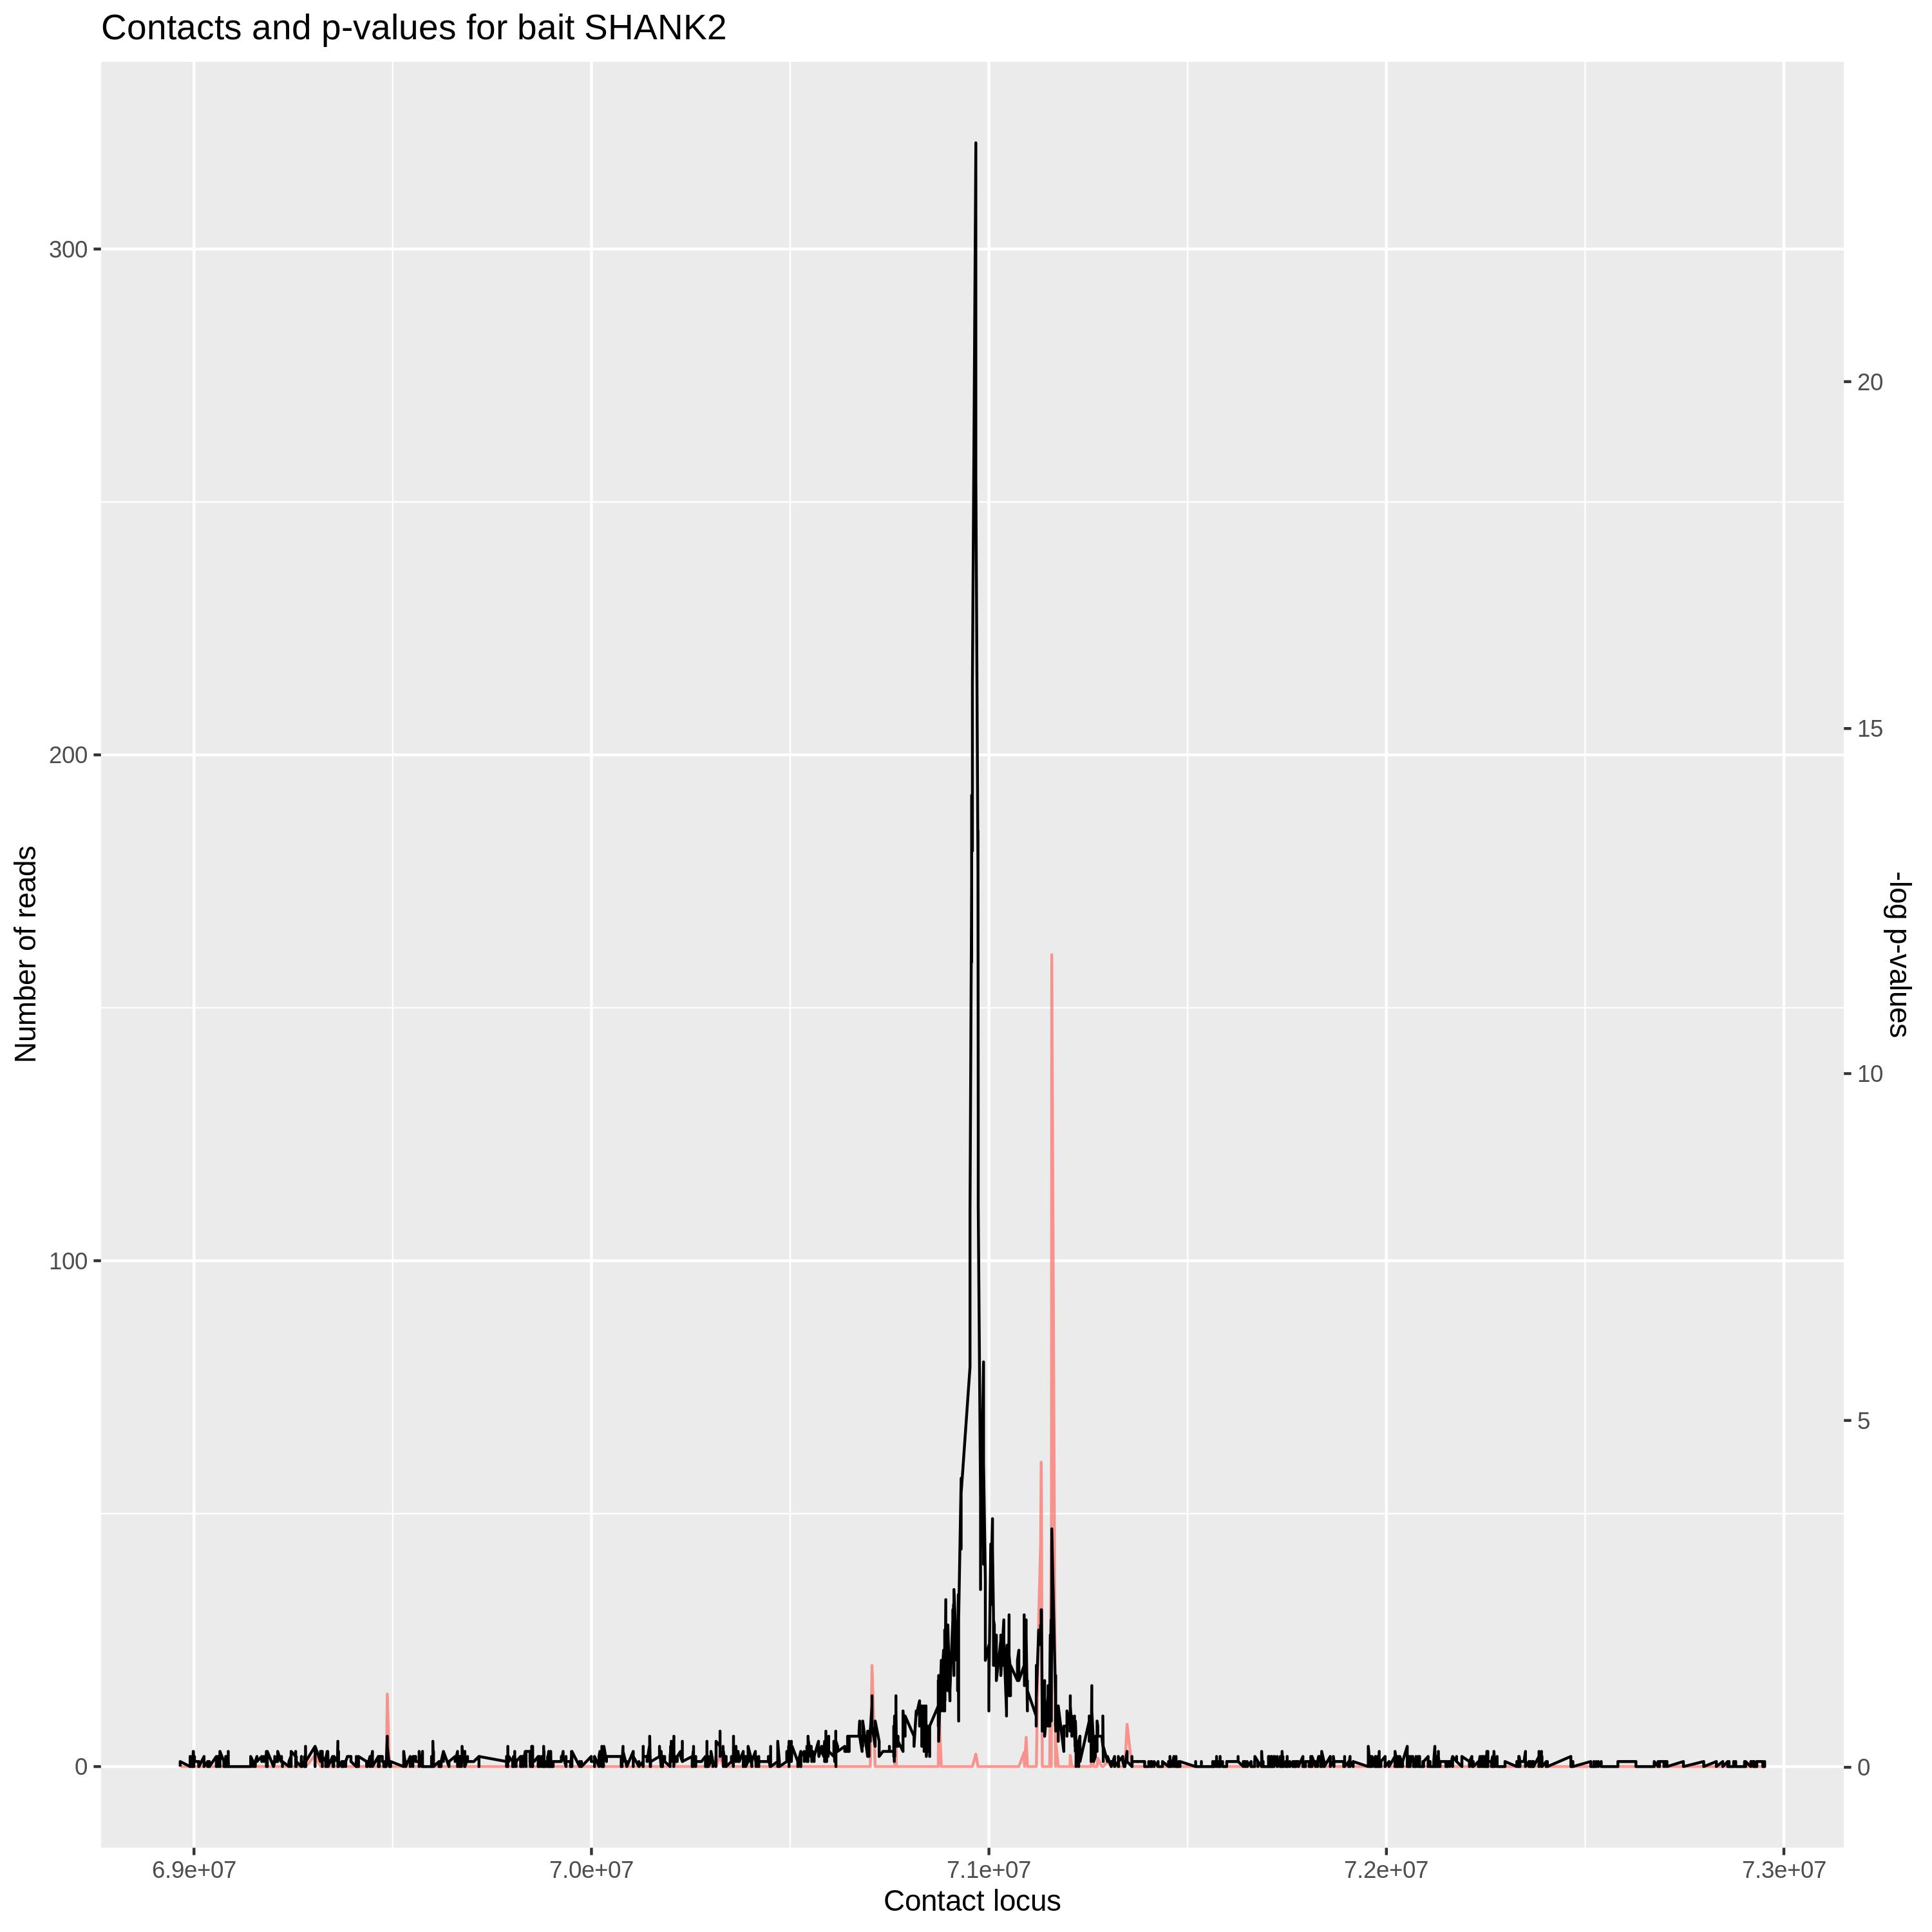 Contacts and p-values for bait SHANK2
300
200
100
0
Number of reads
20
15
10
5
0
-log p-values
6.9e+07
7.0e+07
7.1e+07
7.2e+07
7.3e+07
Contact locus